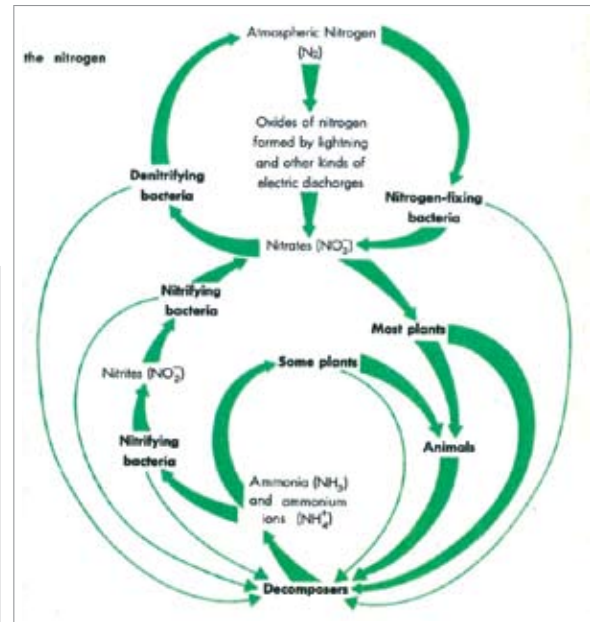 the nitrogen
Atmospheric Nitrogen
(N₂)
Oxides of nitrogen
formed by lightning
and other kinds of
electric discharges
Denitrifying
bacteria
Nitrogen-fixing
bacteria
Nitrates (NO₃⁻)
Nitrifying
bacteria
Most plants
Some plants
Nitrites (NO₂⁻)
Nitrifying
bacteria
Animals
Ammonia (NH₃)
and ammonium
ions (NH₄⁺)
Decomposers